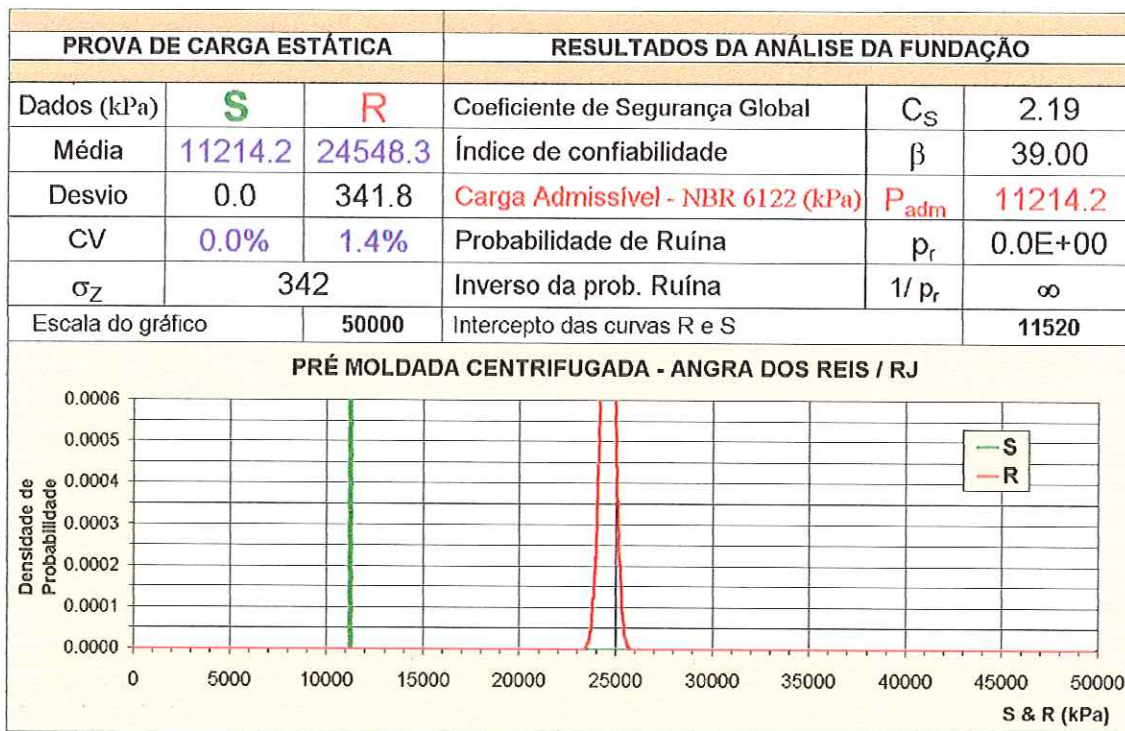 PROVA DE CARGA ESTÁTICA RESULTADOS DA ANÁLISE DA FUNDAÇÃO
Dados (kPa) S R Coeficiente de Segurança Global C_S 2.19
Média 11214.2 24548.3 Índice de confiabilidade β 39.00
Desvio 0.0 341.8 Carga Admissível - NBR 6122 (kPa) P_adm 11214.2
CV 0.0% 1.4% Probabilidade de Ruína p_r 0.0E+00
σ_Z 342 Inverso da prob. Ruína 1/ p_r ∞
Escala do gráfico 50000 Intercepto das curvas R e S 11520
PRÉ MOLDADA CENTRIFUGADA - ANGRA DOS REIS / RJ
Densidade de
Probabilidade
0.0006
0.0005
0.0004
0.0003
0.0002
0.0001
0.0000
S
R
0 5000 10000 15000 20000 25000 30000 35000 40000 45000 50000
S & R (kPa)